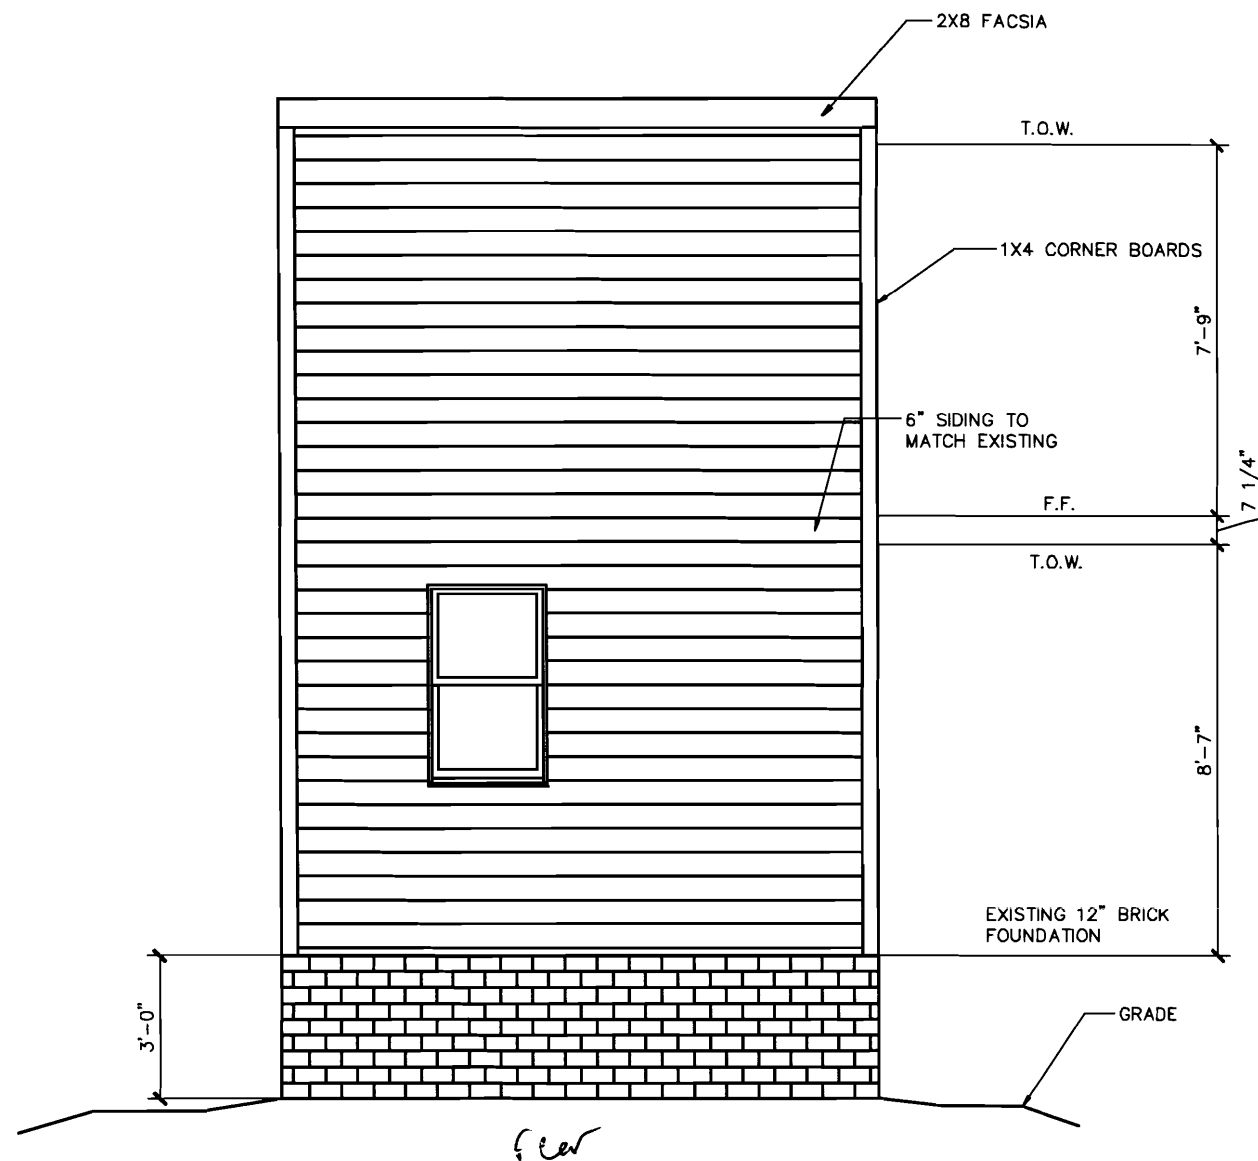 2X8 FACSIA
T.O.W.
1X4 CORNER BOARDS
7'-9"
6" SIDING TO
MATCH EXISTING
7 1/4"
F.F.
T.O.W.
8'-7"
EXISTING 12" BRICK
FOUNDATION
3'-0"
GRADE